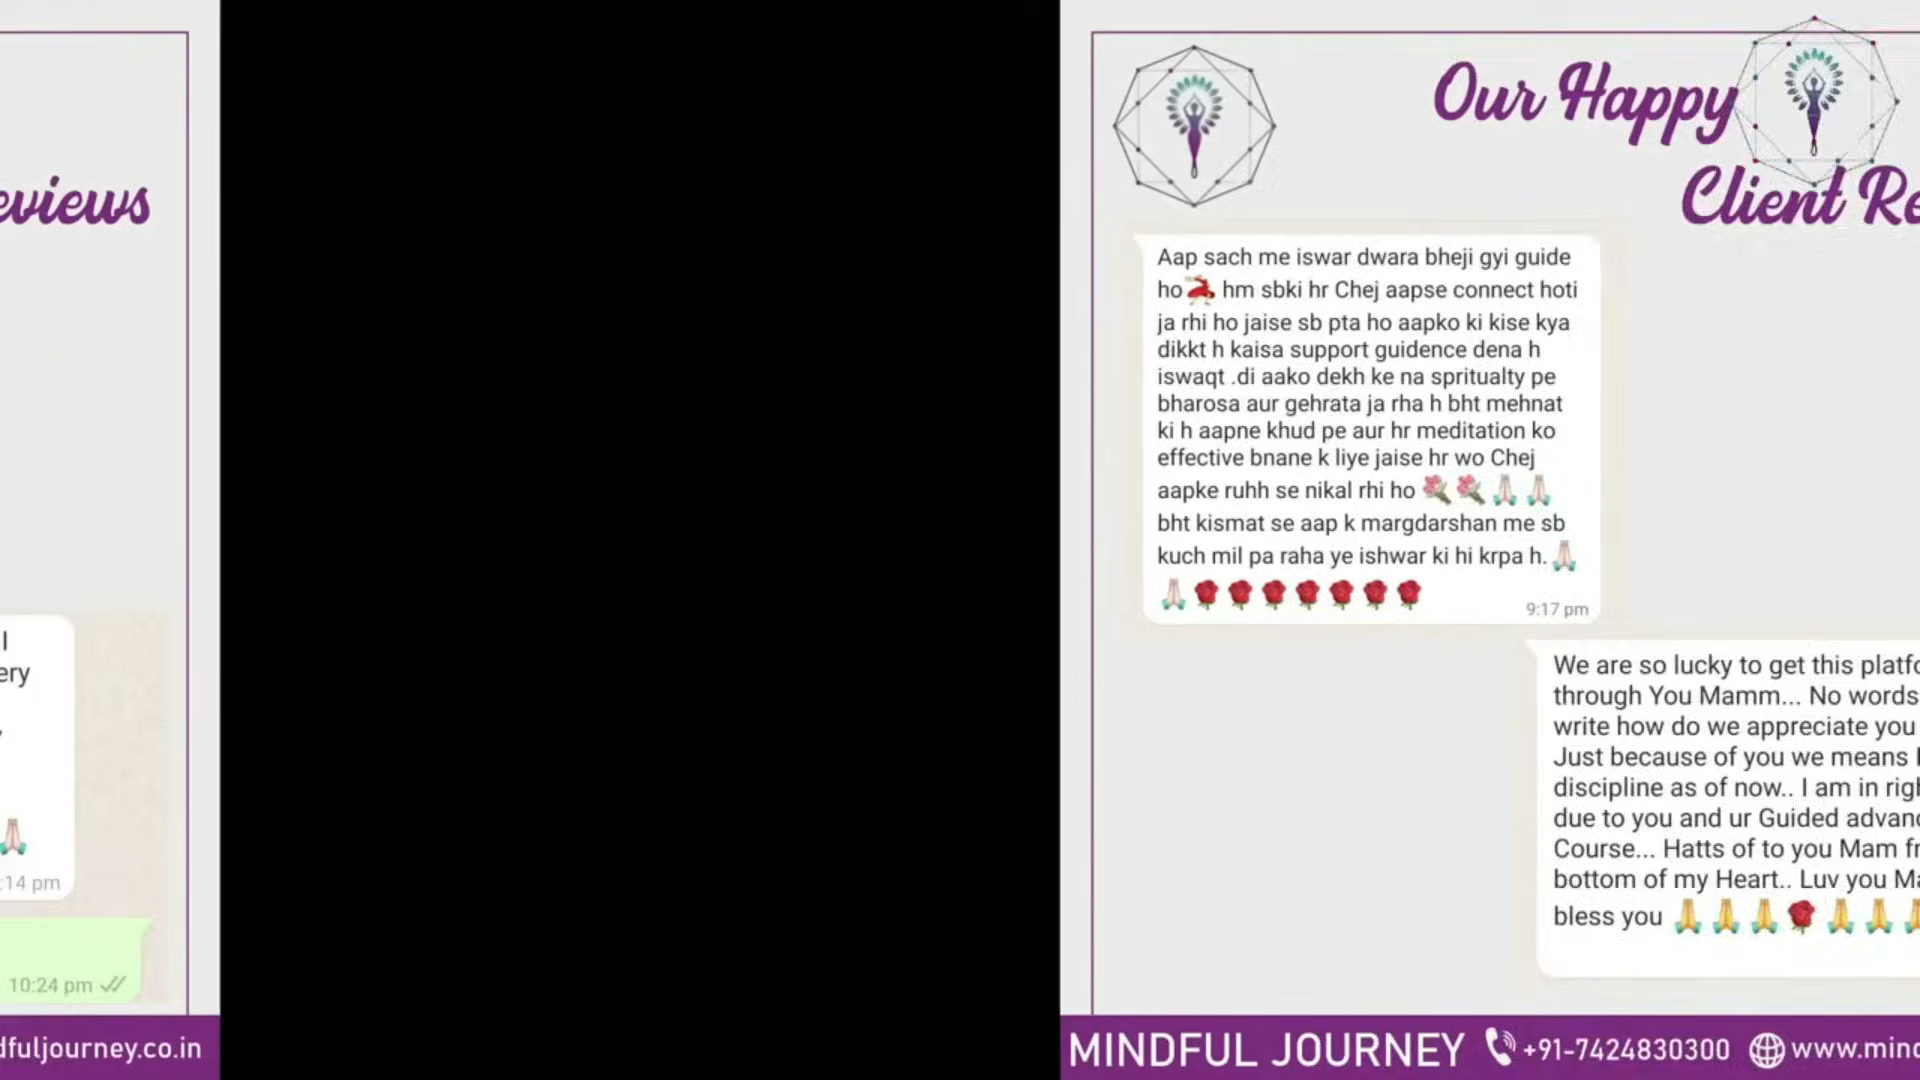 eviews
I
ery
:14 pm
10:24 pm
dfuljourney.co.in
Our Happy
Client Re
Aap sach me iswar dwara bheji gyi guide
ho💃 hm sbki hr Chej aapse connect hoti
ja rhi ho jaise sb pta ho aapko ki kise kya
dikkt h kaisa support guidence dena h
iswaqt .di aako dekh ke na spritualty pe
bharosa aur gehrata ja rha h bht mehnat
ki h aapne khud pe aur hr meditation ko
effective bnane k liye jaise hr wo Chej
aapke ruhh se nikal rhi ho 💐💐🙏🙏
bht kismat se aap k margdarshan me sb
kuch mil pa raha ye ishwar ki hi krpa h.🙏
🙏🌹🌹🌹🌹🌹🌹🌹
9:17 pm
We are so lucky to get this platfo
through You Mamm... No words
write how do we appreciate you
Just because of you we means
discipline as of now.. I am in righ
due to you and ur Guided advanc
Course... Hatts of to you Mam fr
bottom of my Heart.. Luv you Ma
bless you 🙏🙏🙏🌹🙏🙏🙏
MINDFUL JOURNEY +91-7424830300 www.mind